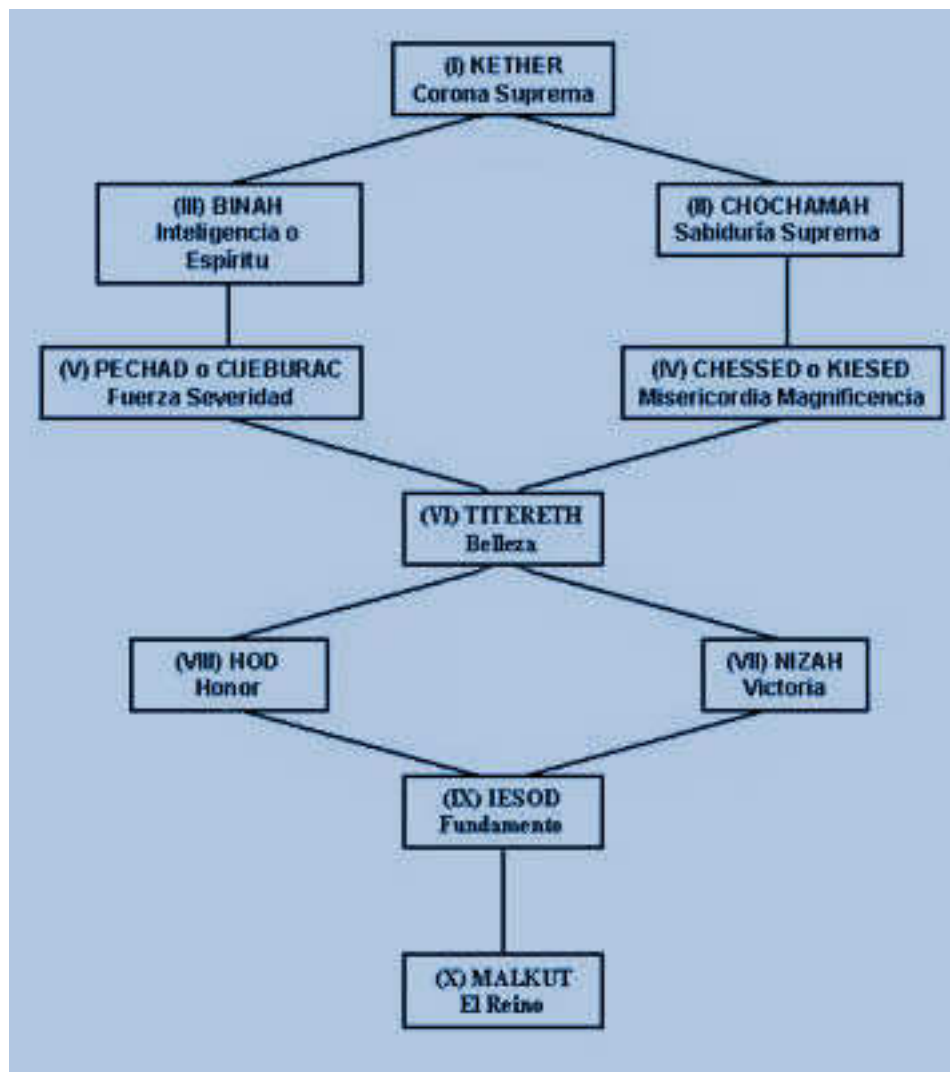 (I) KETHER
Corona Suprema
(III) BINAH
Inteligencia o
Espíritu
(II) CHOCHAMAH
Sabiduría Suprema
(V) PECHAD o CUEBURAC
Fuerza Severidad
(IV) CHESSED o KIESED
Misericordia Magnificencia
(VI) TITERETH
Belleza
(VIII) HOD
Honor
(VII) NIZAH
Victoria
(IX) IESOD
Fundamento
(X) MALKUT
El Reino